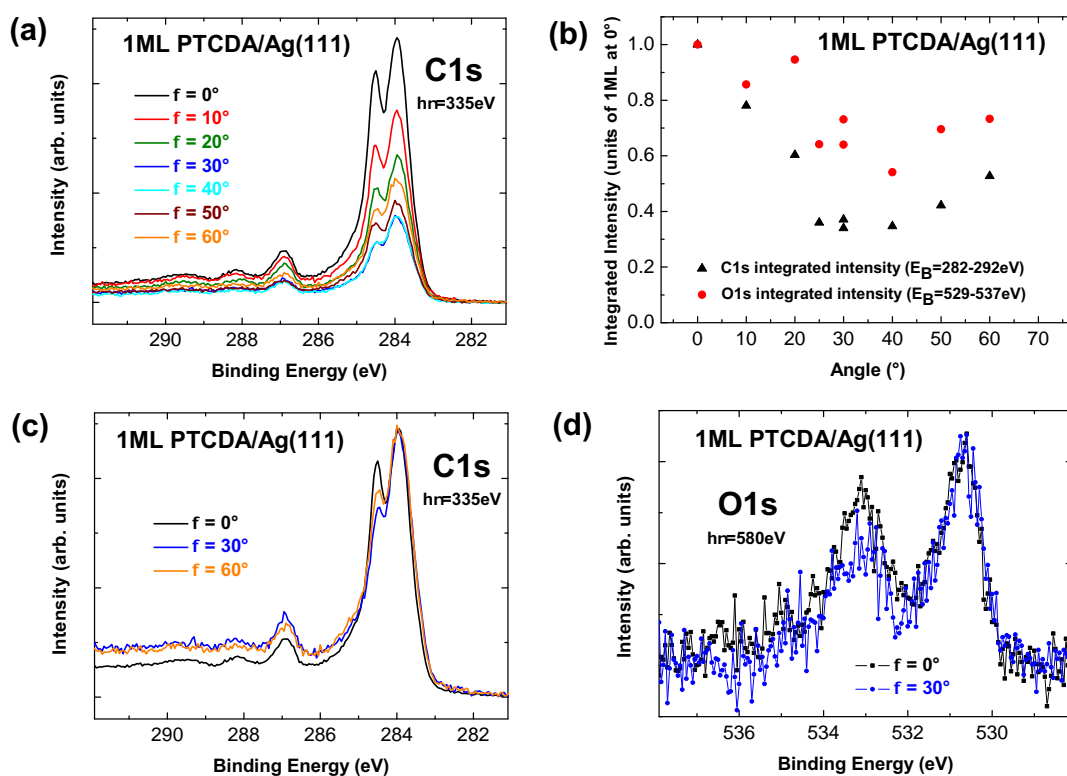 (a)
1ML PTCDA/Ag(111)
C1s
hn=335eV
f = 0°
f = 10°
f = 20°
f = 30°
f = 40°
f = 50°
f = 60°
Intensity (arb. units)
290 288 286 284 282
Binding Energy (eV)
(b)
1ML PTCDA/Ag(111)
Integrated Intensity (units of 1ML at 0°)
1.0
0.8
0.6
0.4
0.2
0.0
C1s integrated intensity (E_B=282-292eV)
O1s integrated intensity (E_B=529-537eV)
0 10 20 30 40 50 60 70
Angle (°)
(c)
1ML PTCDA/Ag(111)
C1s
hn=335eV
f = 0°
f = 30°
f = 60°
Intensity (arb. units)
290 288 286 284 282
Binding Energy (eV)
(d)
1ML PTCDA/Ag(111)
O1s
hn=580eV
f = 0°
f = 30°
Intensity (arb. units)
536 534 532 530
Binding Energy (eV)